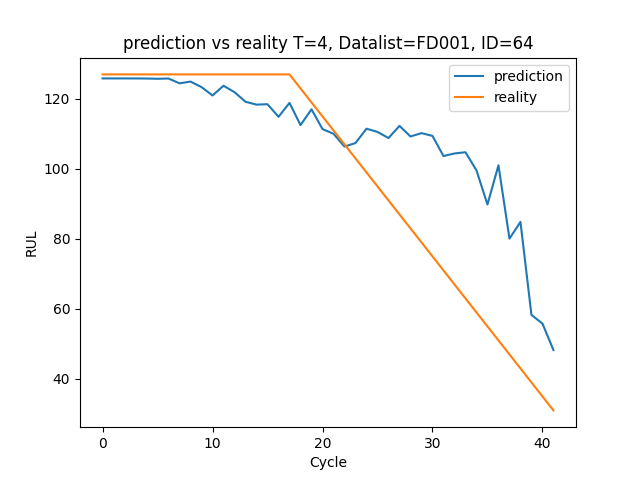 prediction vs reality T=4, Datalist=FD001, ID=64
prediction
reality
120
100
80
60
40
RUL
0 10 20 30 40
Cycle